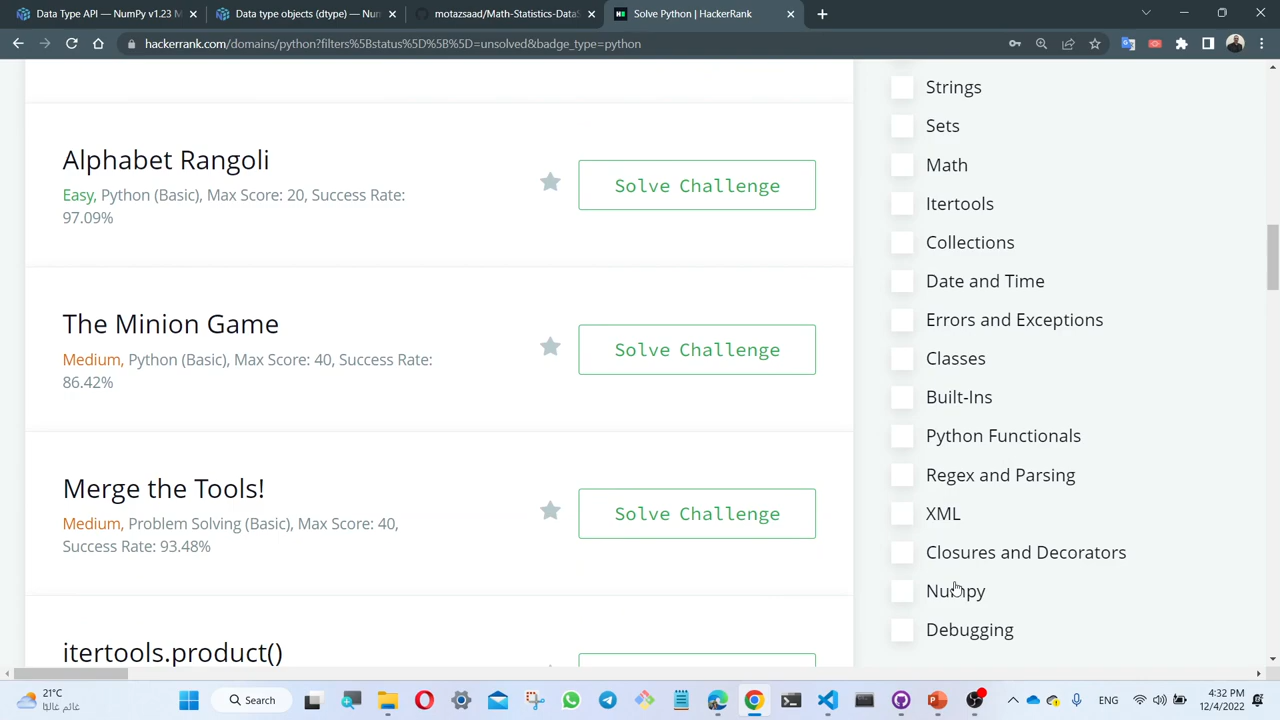 Data Type API — NumPy v1.23 M
Data type objects (dtype) — Num
motazsaad/Math-Statistics-DataS
Solve Python | HackerRank
hackerrank.com/domains/python?filters%5Bstatus%5D%5B%5D=unsolved&badge_type=python
Alphabet Rangoli
Easy, Python (Basic), Max Score: 20, Success Rate:
97.09%
Solve Challenge
The Minion Game
Medium, Python (Basic), Max Score: 40, Success Rate:
86.42%
Solve Challenge
Merge the Tools!
Medium, Problem Solving (Basic), Max Score: 40,
Success Rate: 93.48%
Solve Challenge
itertools.product()
Strings
Sets
Math
Itertools
Collections
Date and Time
Errors and Exceptions
Classes
Built-Ins
Python Functionals
Regex and Parsing
XML
Closures and Decorators
Numpy
Debugging
21°C
غائم غالبًا
Search
ENG
4:32 PM
12/4/2022